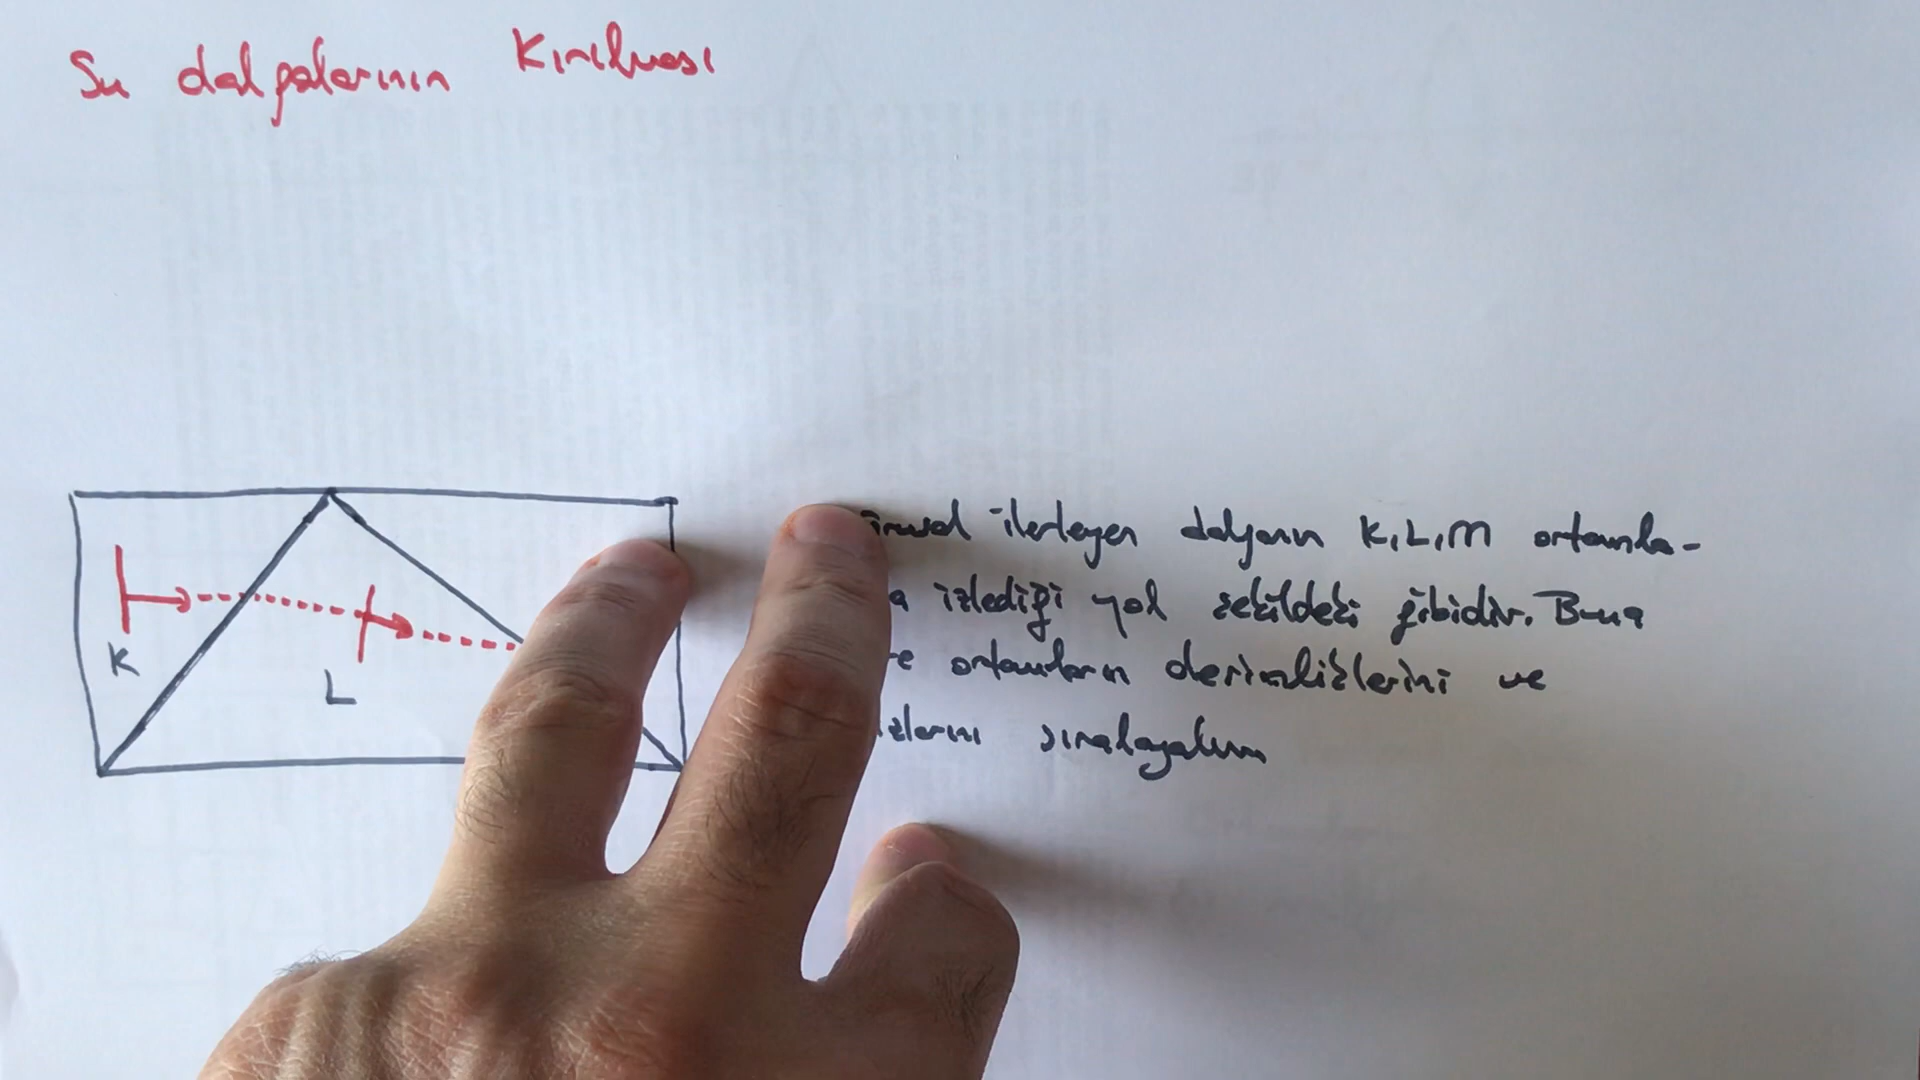 Su dalgalarının Kırılması
ilerleyen dalganın K, L, M ortamla-
izlediği yol şekildeki gibidir. Buna
ortamların derinliklerini ve
sıralayalım
K
L